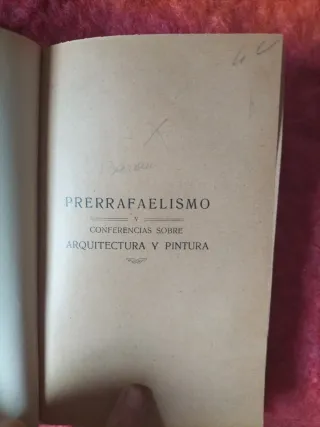 PRERRAFAELISMO
Y
CONFERENCIAS SOBRE
ARQUITECTURA Y PINTURA